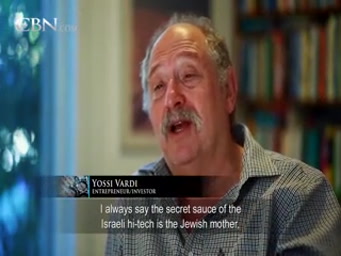 CBN.com
YOSSI VARDI
ENTREPRENEUR/INVESTOR
I always say the secret sauce of the
Israeli hi-tech is the Jewish mother,